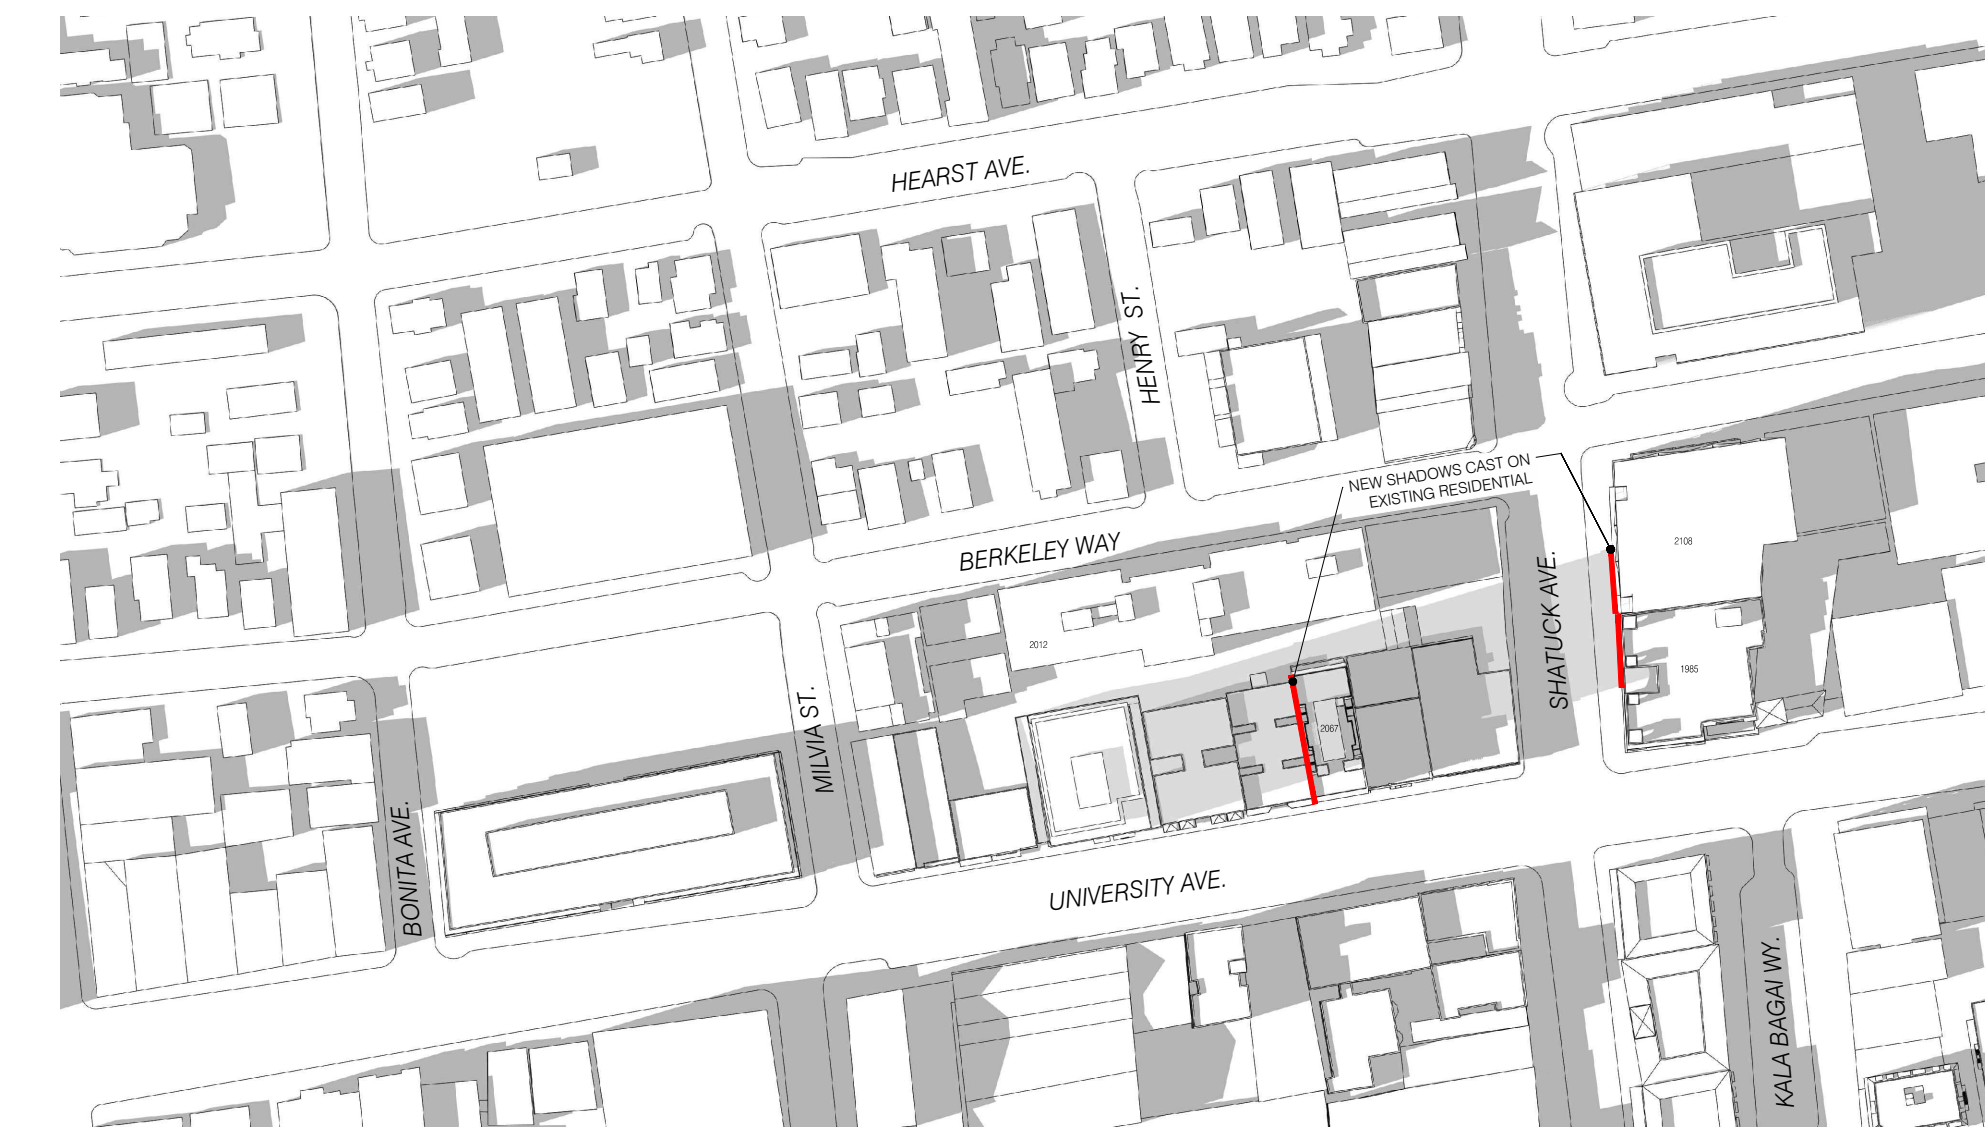 HEARST AVE.
HENRY ST.
NEW SHADOWS CAST ON
EXISTING RESIDENTIAL
BERKELEY WAY
SHATUCK AVE.
2108
2012
1985
MILVIA ST.
2067
BONITA AVE.
UNIVERSITY AVE.
KALA BAGAI WY.